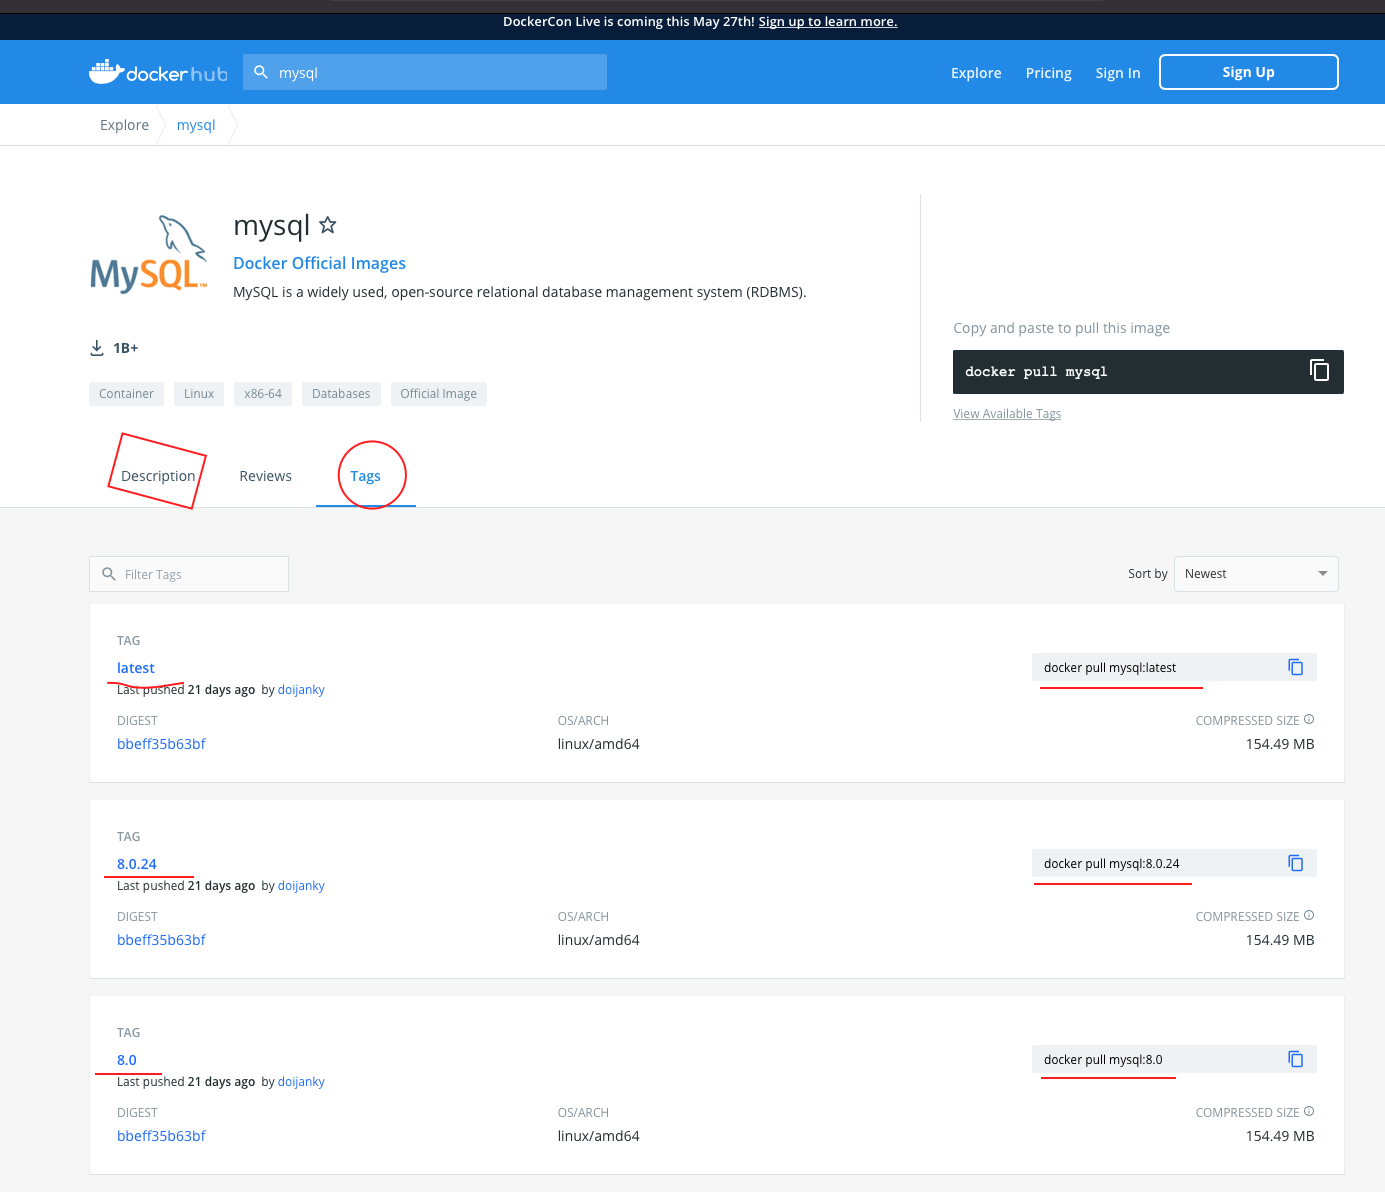 DockerCon Live is coming this May 27th! Sign up to learn more.
docker hub
mysql
Explore
Pricing
Sign In
Sign Up
Explore
mysql
MySQL™
mysql
Docker Official Images
MySQL is a widely used, open-source relational database management system (RDBMS).
1B+
Container
Linux
x86-64
Databases
Official Image
Copy and paste to pull this image
docker pull mysql
View Available Tags
Description
Reviews
Tags
Filter Tags
Sort by
Newest
TAG
latest
docker pull mysql:latest
Last pushed 21 days ago by doijanky
DIGEST
OS/ARCH
COMPRESSED SIZE
bbeff35b63bf
linux/amd64
154.49 MB
TAG
8.0.24
docker pull mysql:8.0.24
Last pushed 21 days ago by doijanky
DIGEST
OS/ARCH
COMPRESSED SIZE
bbeff35b63bf
linux/amd64
154.49 MB
TAG
8.0
docker pull mysql:8.0
Last pushed 21 days ago by doijanky
DIGEST
OS/ARCH
COMPRESSED SIZE
bbeff35b63bf
linux/amd64
154.49 MB